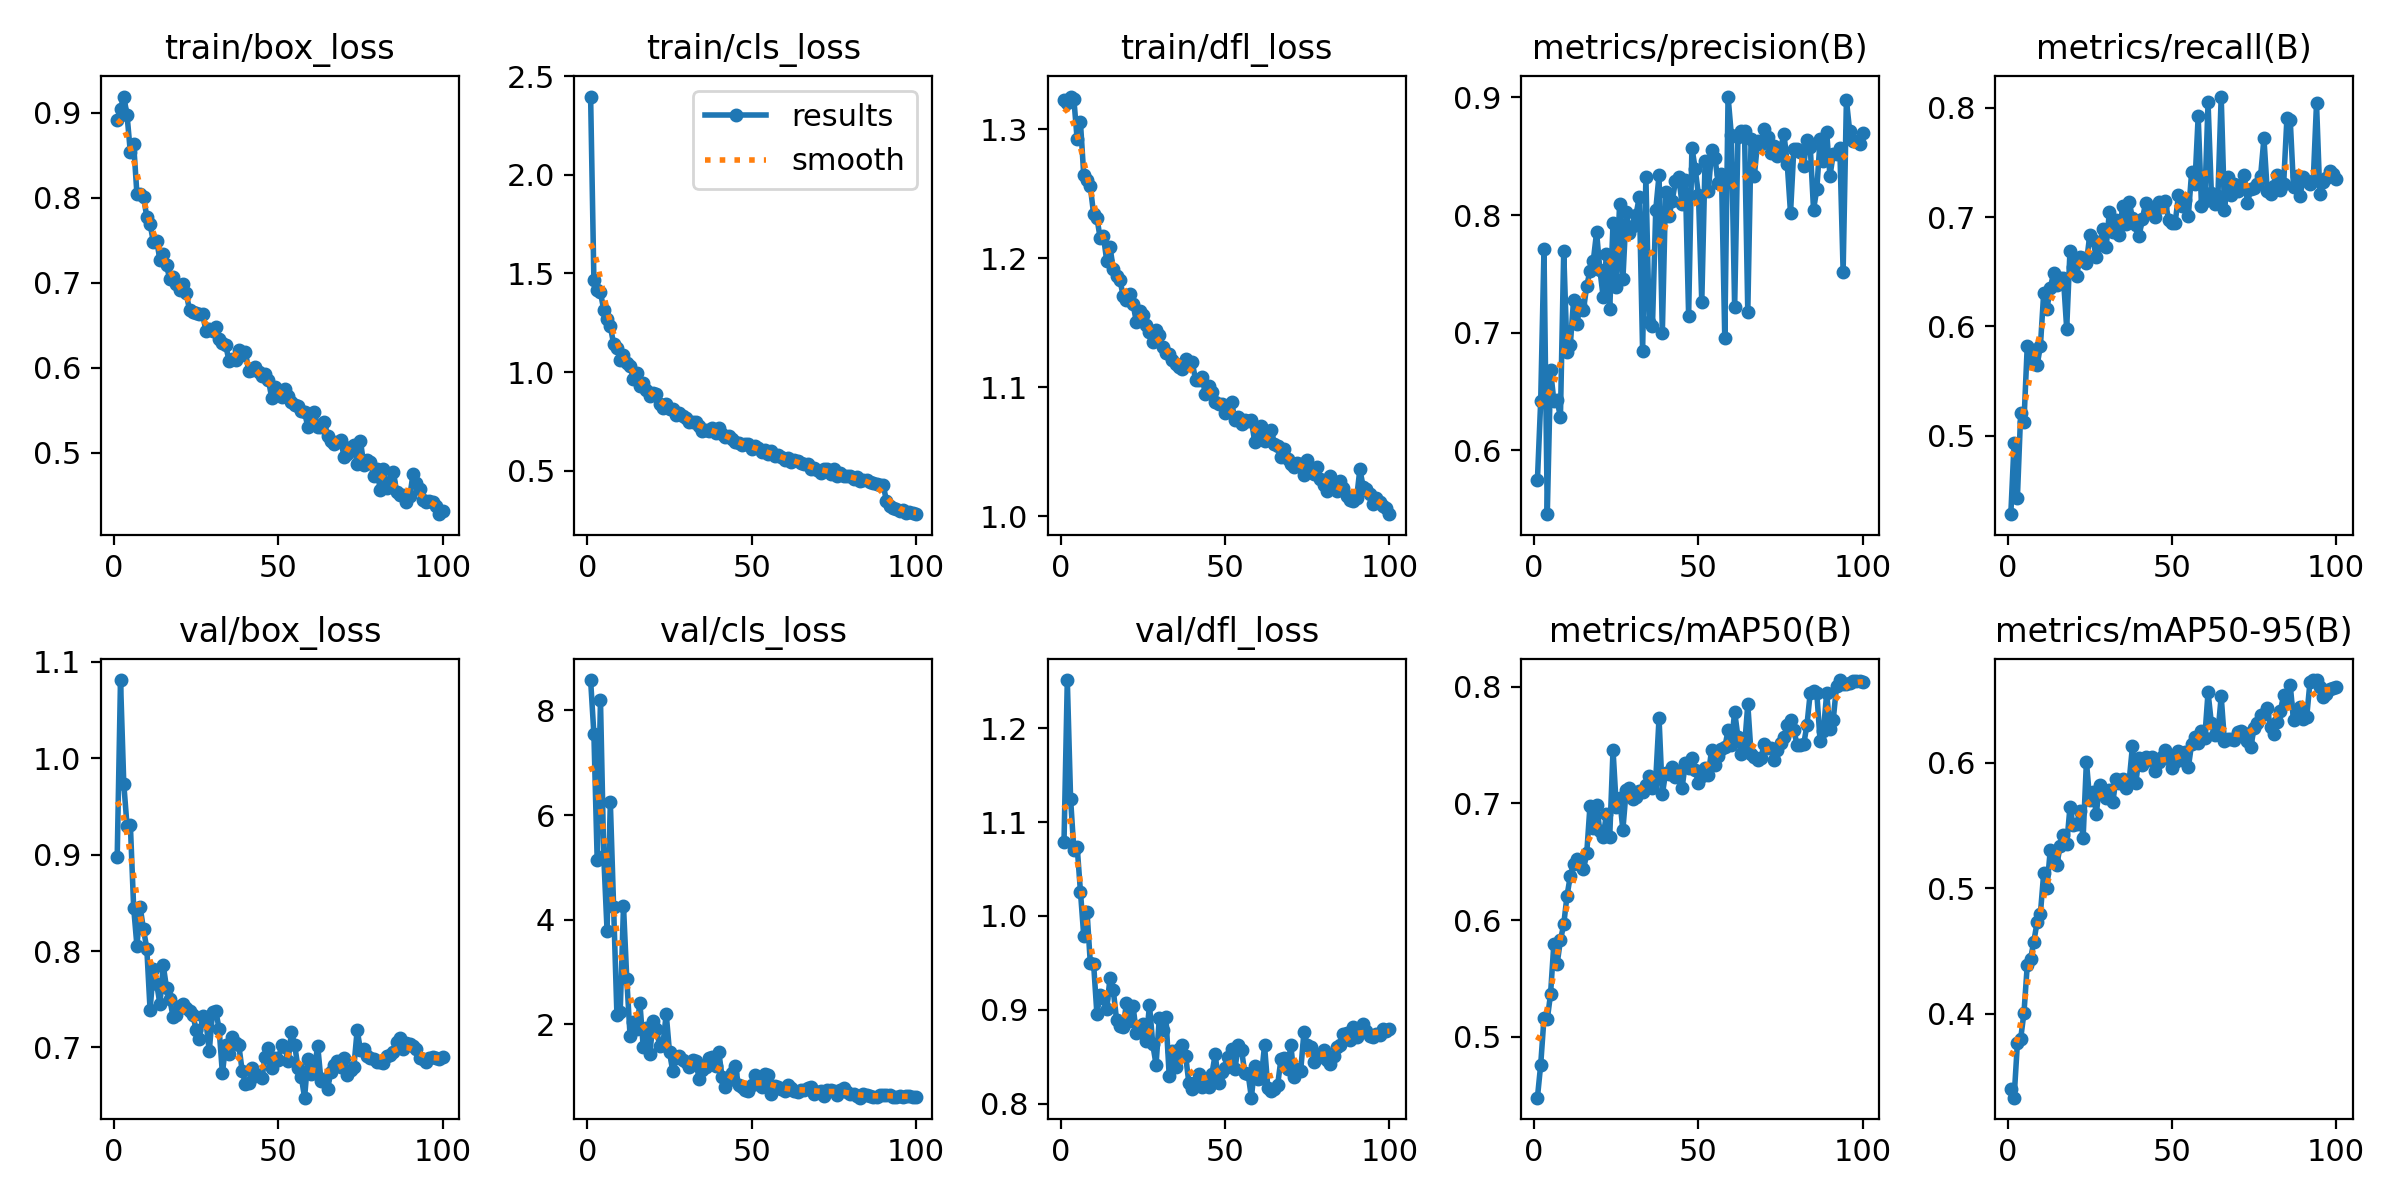 train/box_loss
0.9
0.8
0.7
0.6
0.5
0 50 100
train/cls_loss
2.5
2.0
1.5
1.0
0.5
results
smooth
0 50 100
train/dfl_loss
1.3
1.2
1.1
1.0
0 50 100
metrics/precision(B)
0.9
0.8
0.7
0.6
0 50 100
metrics/recall(B)
0.8
0.7
0.6
0.5
0 50 100
val/box_loss
1.1
1.0
0.9
0.8
0.7
0 50 100
val/cls_loss
8
6
4
2
0 50 100
val/dfl_loss
1.2
1.1
1.0
0.9
0.8
0 50 100
metrics/mAP50(B)
0.8
0.7
0.6
0.5
0 50 100
metrics/mAP50-95(B)
0.6
0.5
0.4
0 50 100